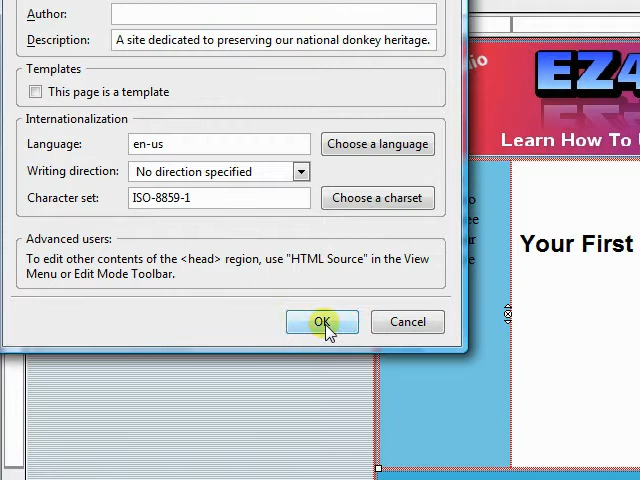 Author:
Description: A site dedicated to preserving our national donkey heritage.
Templates
This page is a template
Internationalization
Language: en-us Choose a language
Writing direction: No direction specified
Character set: ISO-8859-1 Choose a charset
Advanced users:
To edit other contents of the <head> region, use "HTML Source" in the View
Menu or Edit Mode Toolbar.
OK Cancel
EZ4
Learn How To
Your First